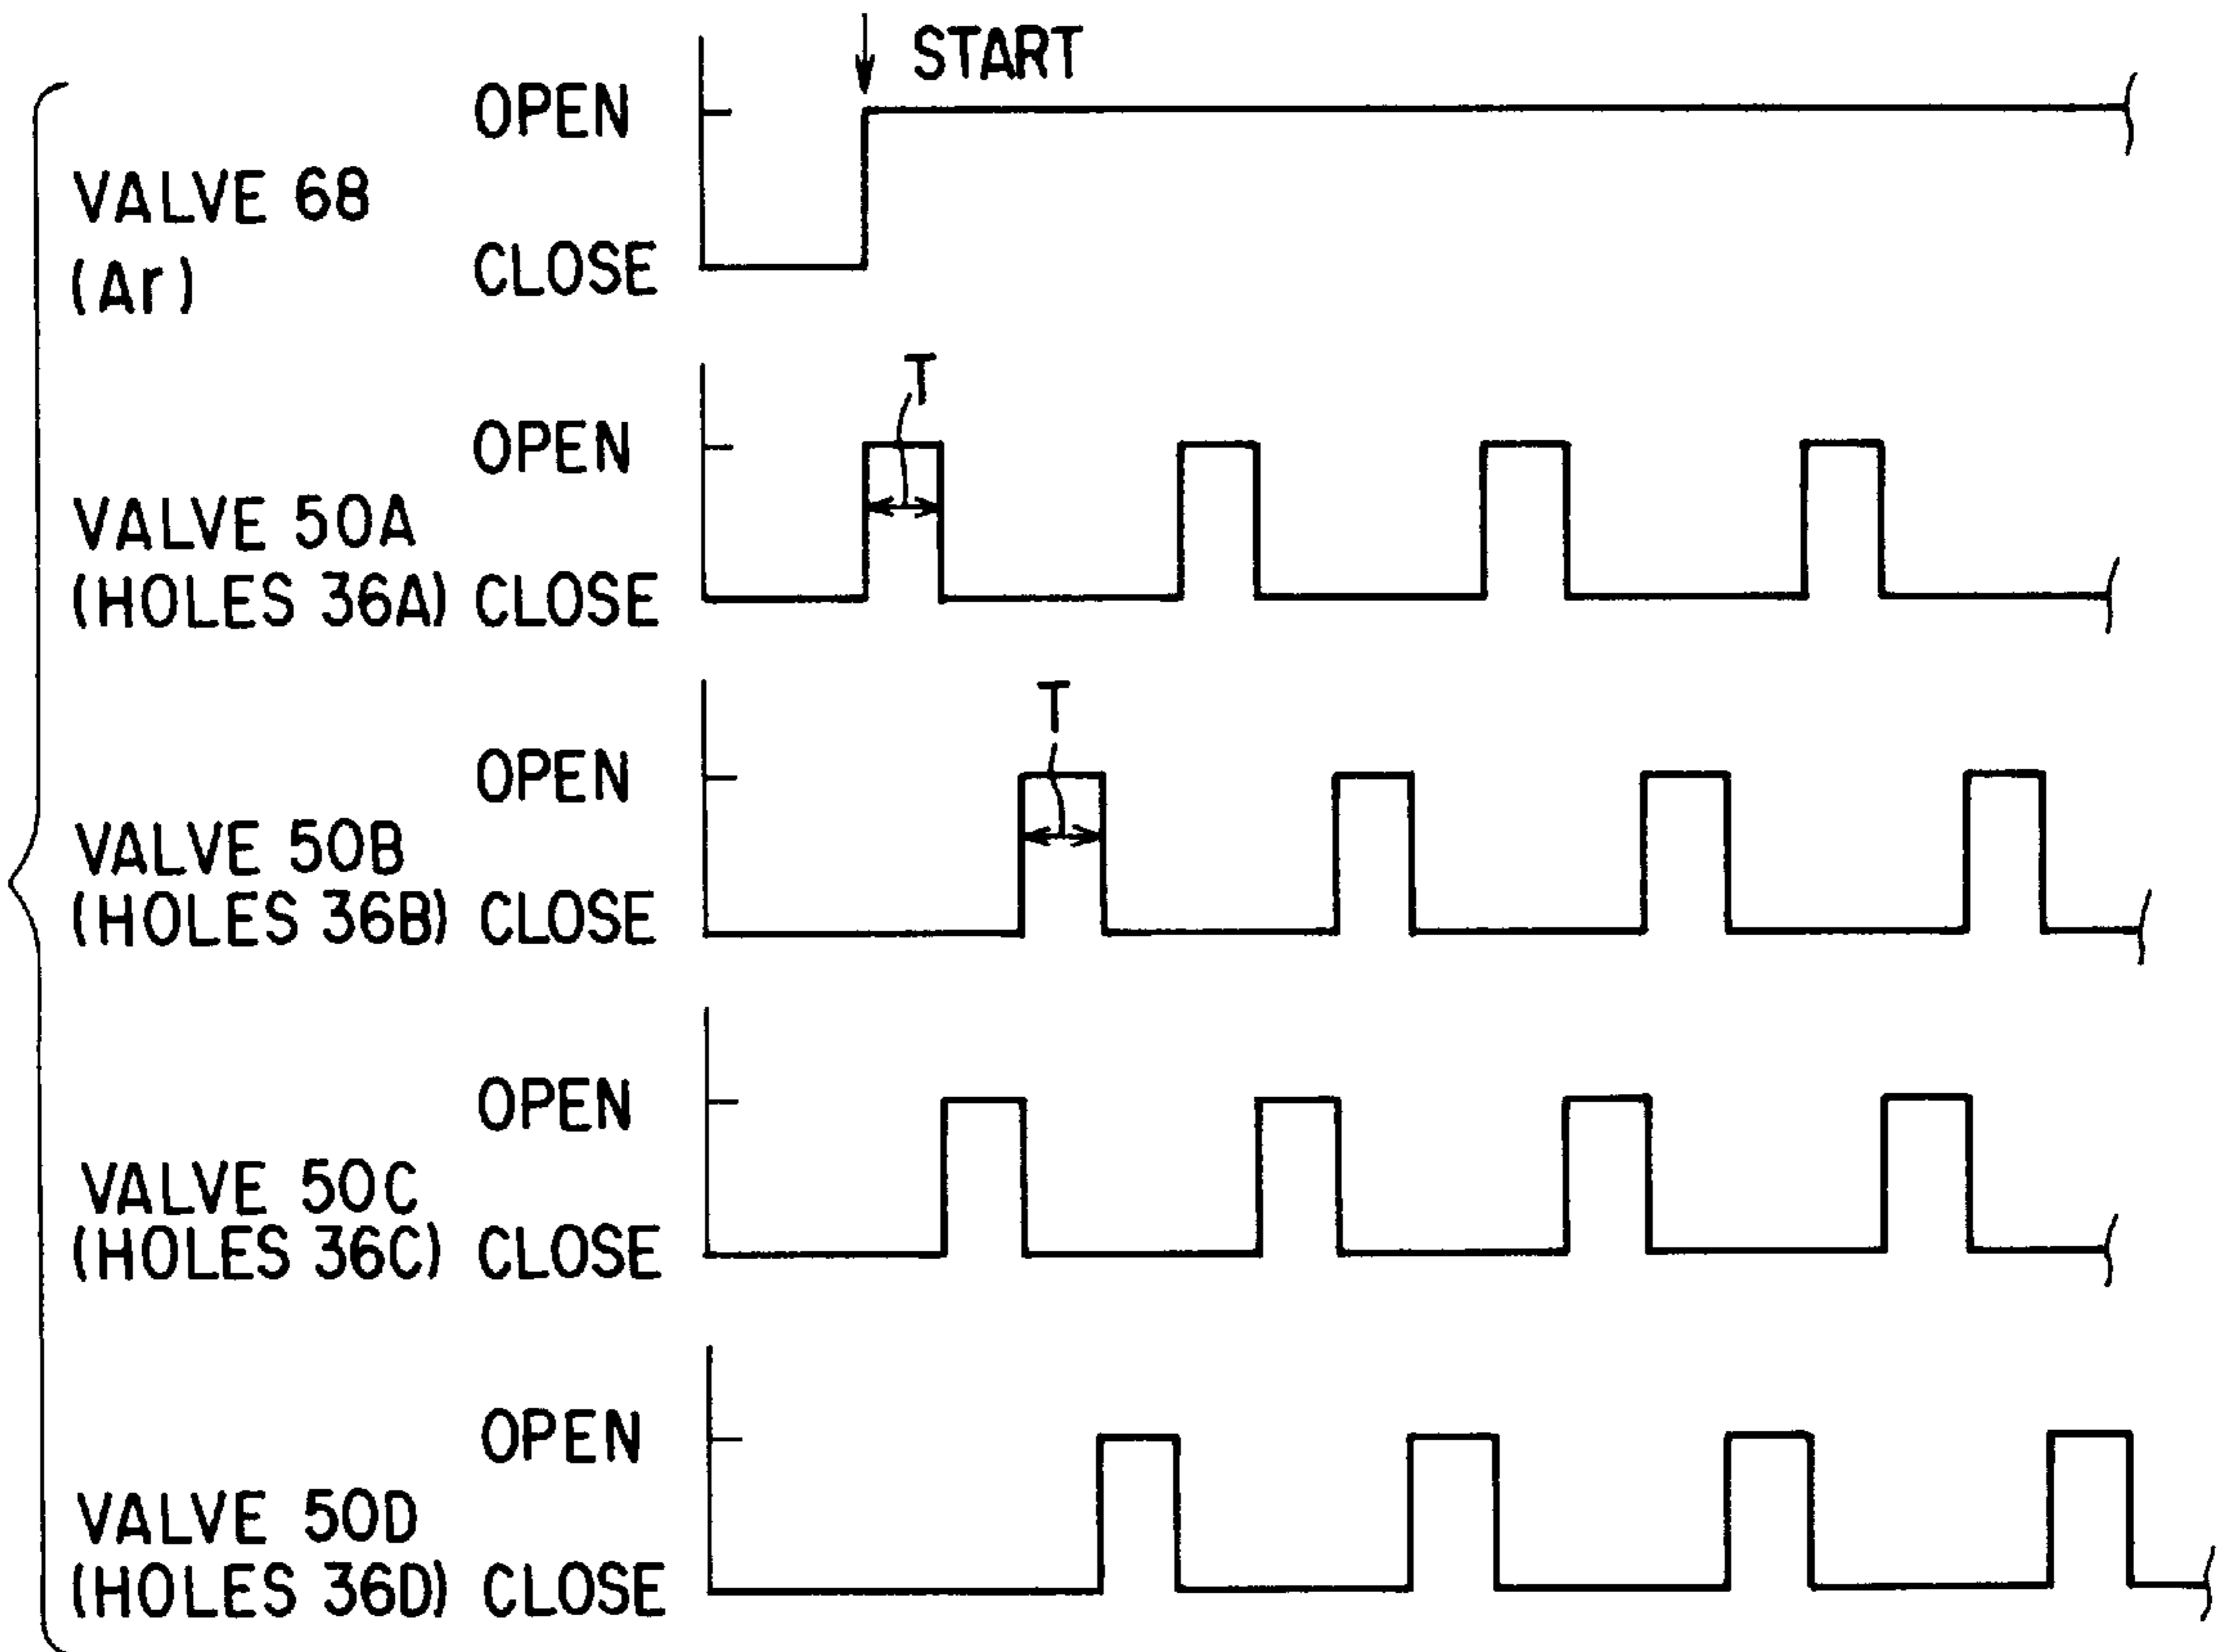 START
OPEN
VALVE 68
(Ar)
CLOSE
T
OPEN
VALVE 50A
(HOLES 36A) CLOSE
T
OPEN
VALVE 50B
(HOLES 36B) CLOSE
OPEN
VALVE 50C
(HOLES 36C) CLOSE
OPEN
VALVE 50D
(HOLES 36D) CLOSE